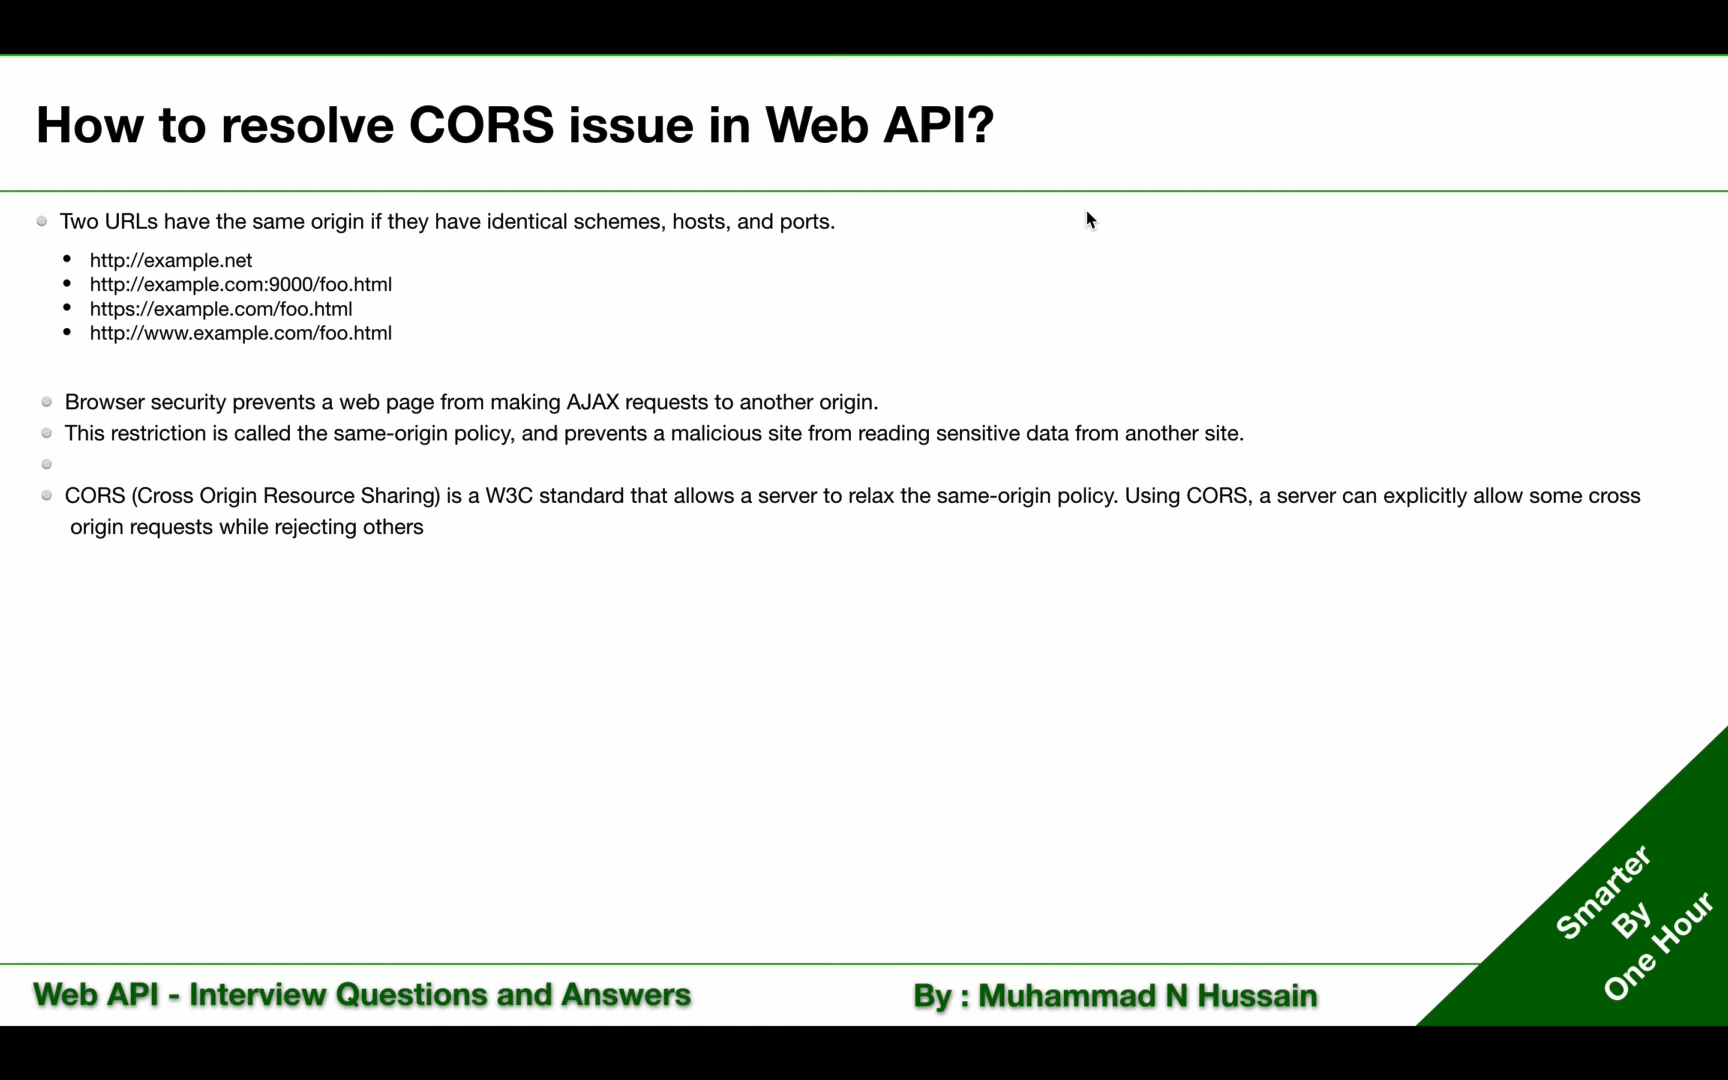 How to resolve CORS issue in Web API?
Two URLs have the same origin if they have identical schemes, hosts, and ports.
http://example.net
http://example.com:9000/foo.html
https://example.com/foo.html
http://www.example.com/foo.html
Browser security prevents a web page from making AJAX requests to another origin.
This restriction is called the same-origin policy, and prevents a malicious site from reading sensitive data from another site.
CORS (Cross Origin Resource Sharing) is a W3C standard that allows a server to relax the same-origin policy. Using CORS, a server can explicitly allow some cross
origin requests while rejecting others
Smarter
By
One Hour
Web API - Interview Questions and Answers
By : Muhammad N Hussain